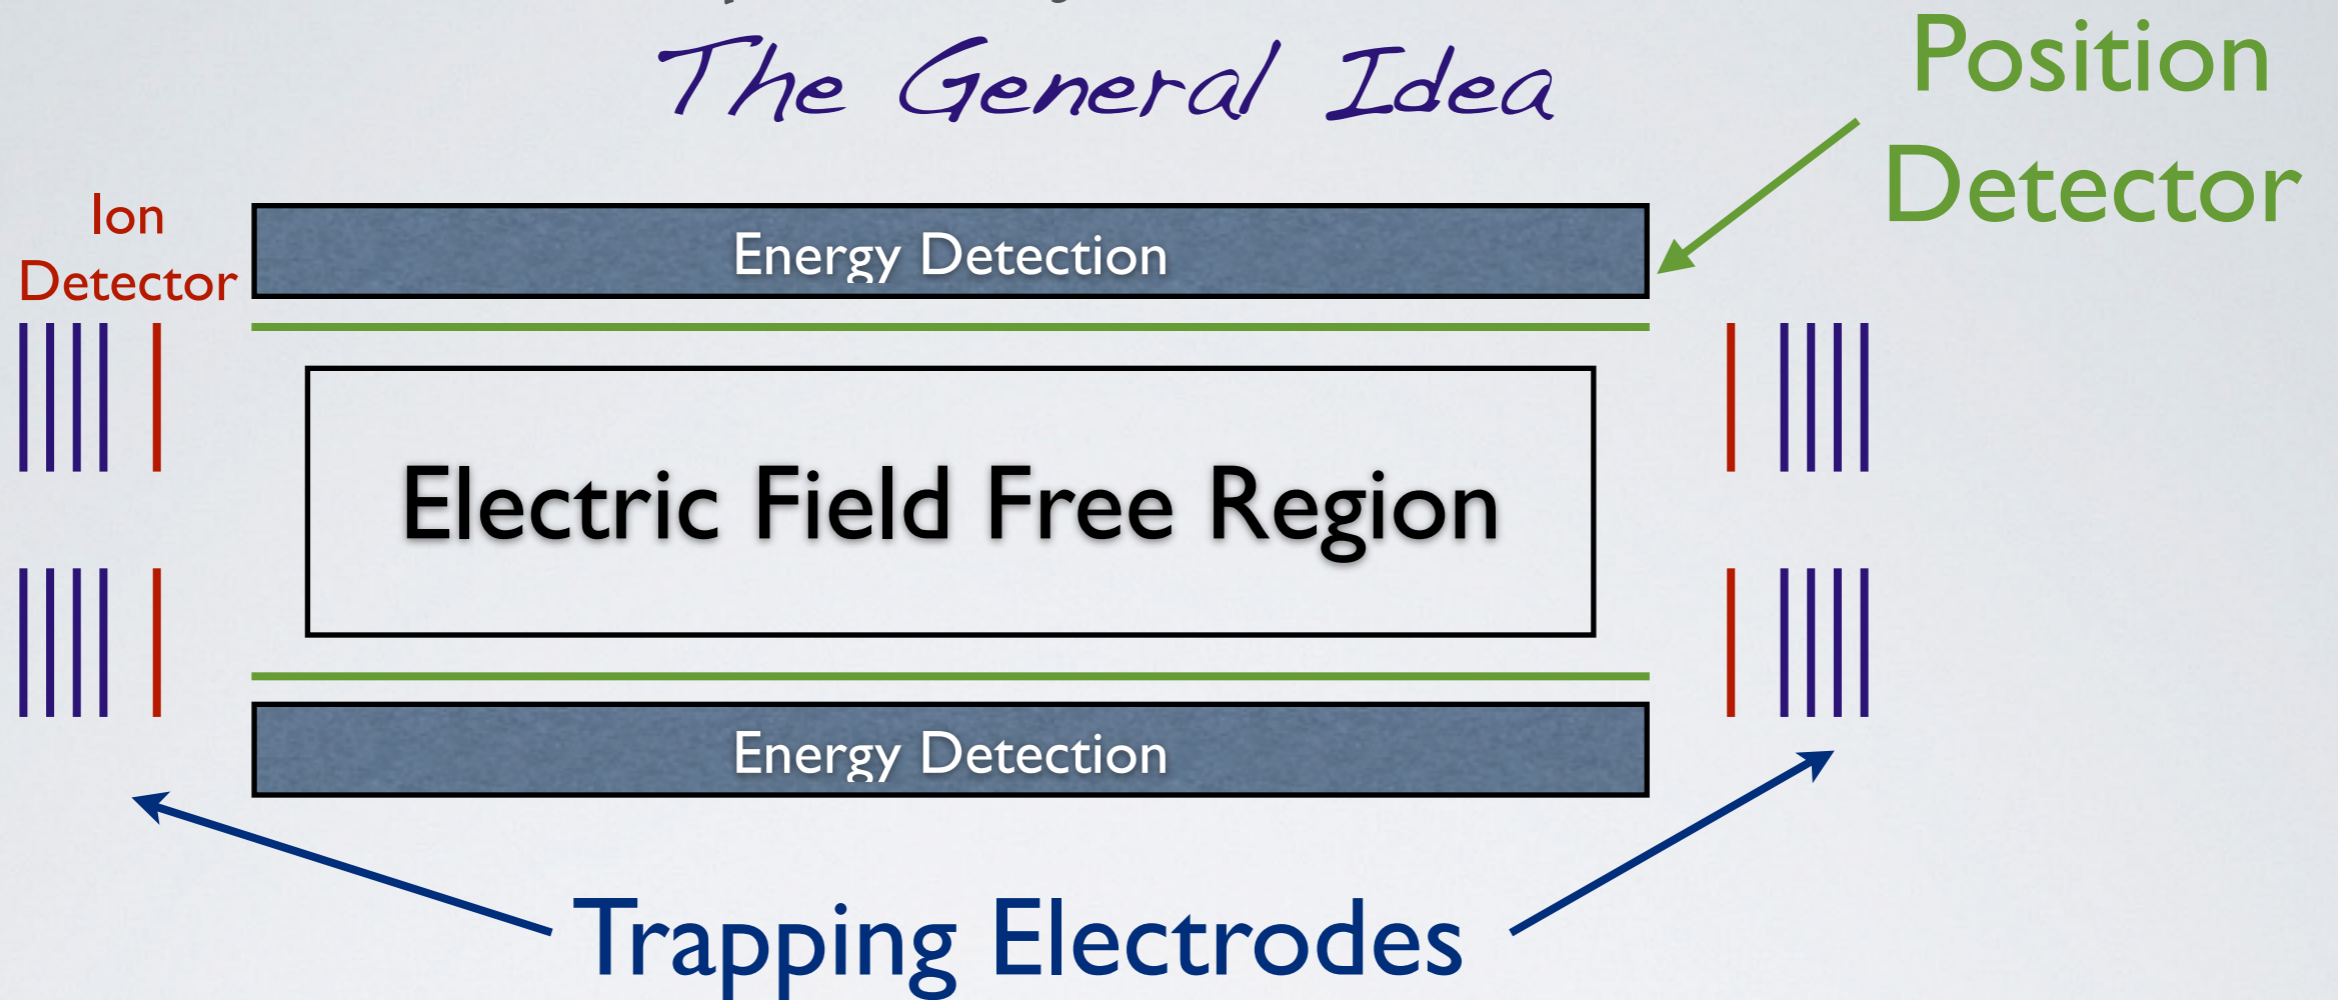 The General Idea
Position
Detector
Ion
Detector
Energy Detection
Electric Field Free Region
Energy Detection
Trapping Electrodes